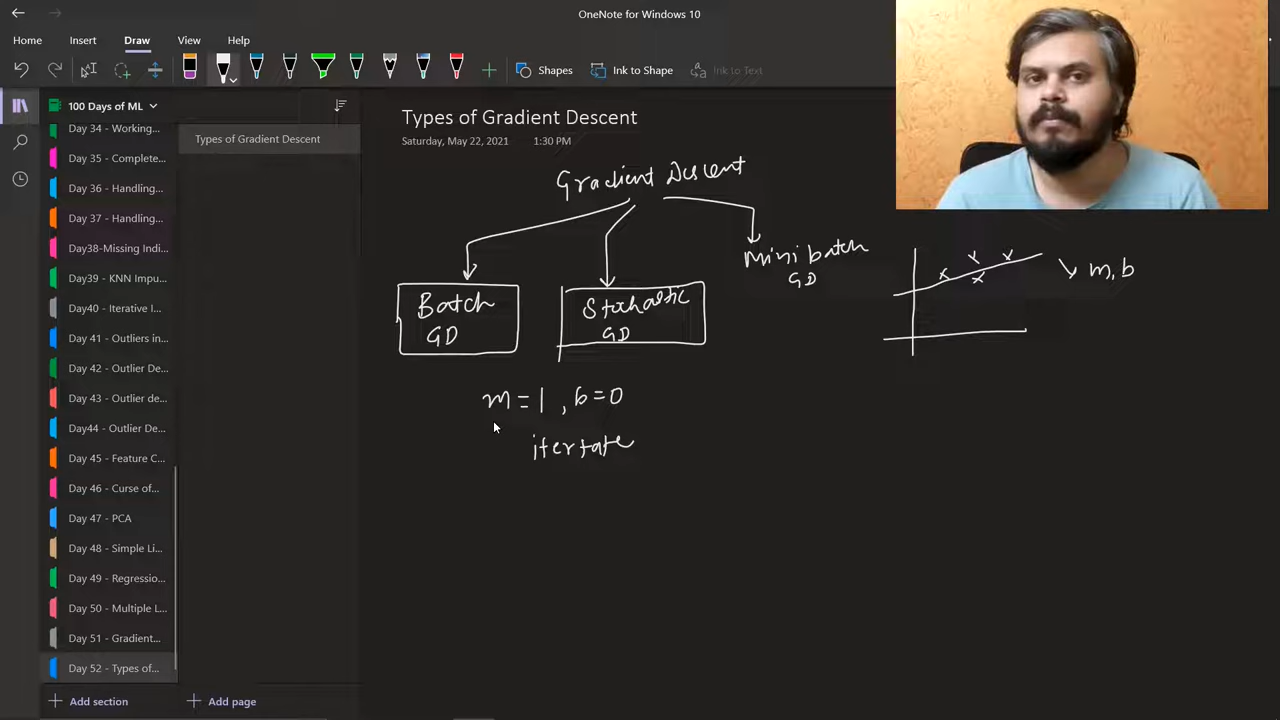 OneNote for Windows 10
Home Insert Draw View Help
Shapes Ink to Shape Ink to Text
100 Days of ML
Day 34 - Working...
Day 35 - Complete...
Day 36 - Handling...
Day 37 - Handling...
Day38-Missing Indi...
Day39 - KNN Impu...
Day40 - Iterative I...
Day 41 - Outliers in...
Day 42 - Outlier De...
Day 43 - Outlier de...
Day44 - Outlier De...
Day 45 - Feature C...
Day 46 - Curse of...
Day 47 - PCA
Day 48 - Simple Li...
Day 49 - Regressio...
Day 50 - Multiple L...
Day 51 - Gradient...
Day 52 - Types of...
Add section
Types of Gradient Descent
Add page
Types of Gradient Descent
Saturday, May 22, 2021 1:30 PM
Gradient Descent
Batch
GD
Stochastic
GD
Mini batch
GD
m, b
m = 1 , b = 0
itertate